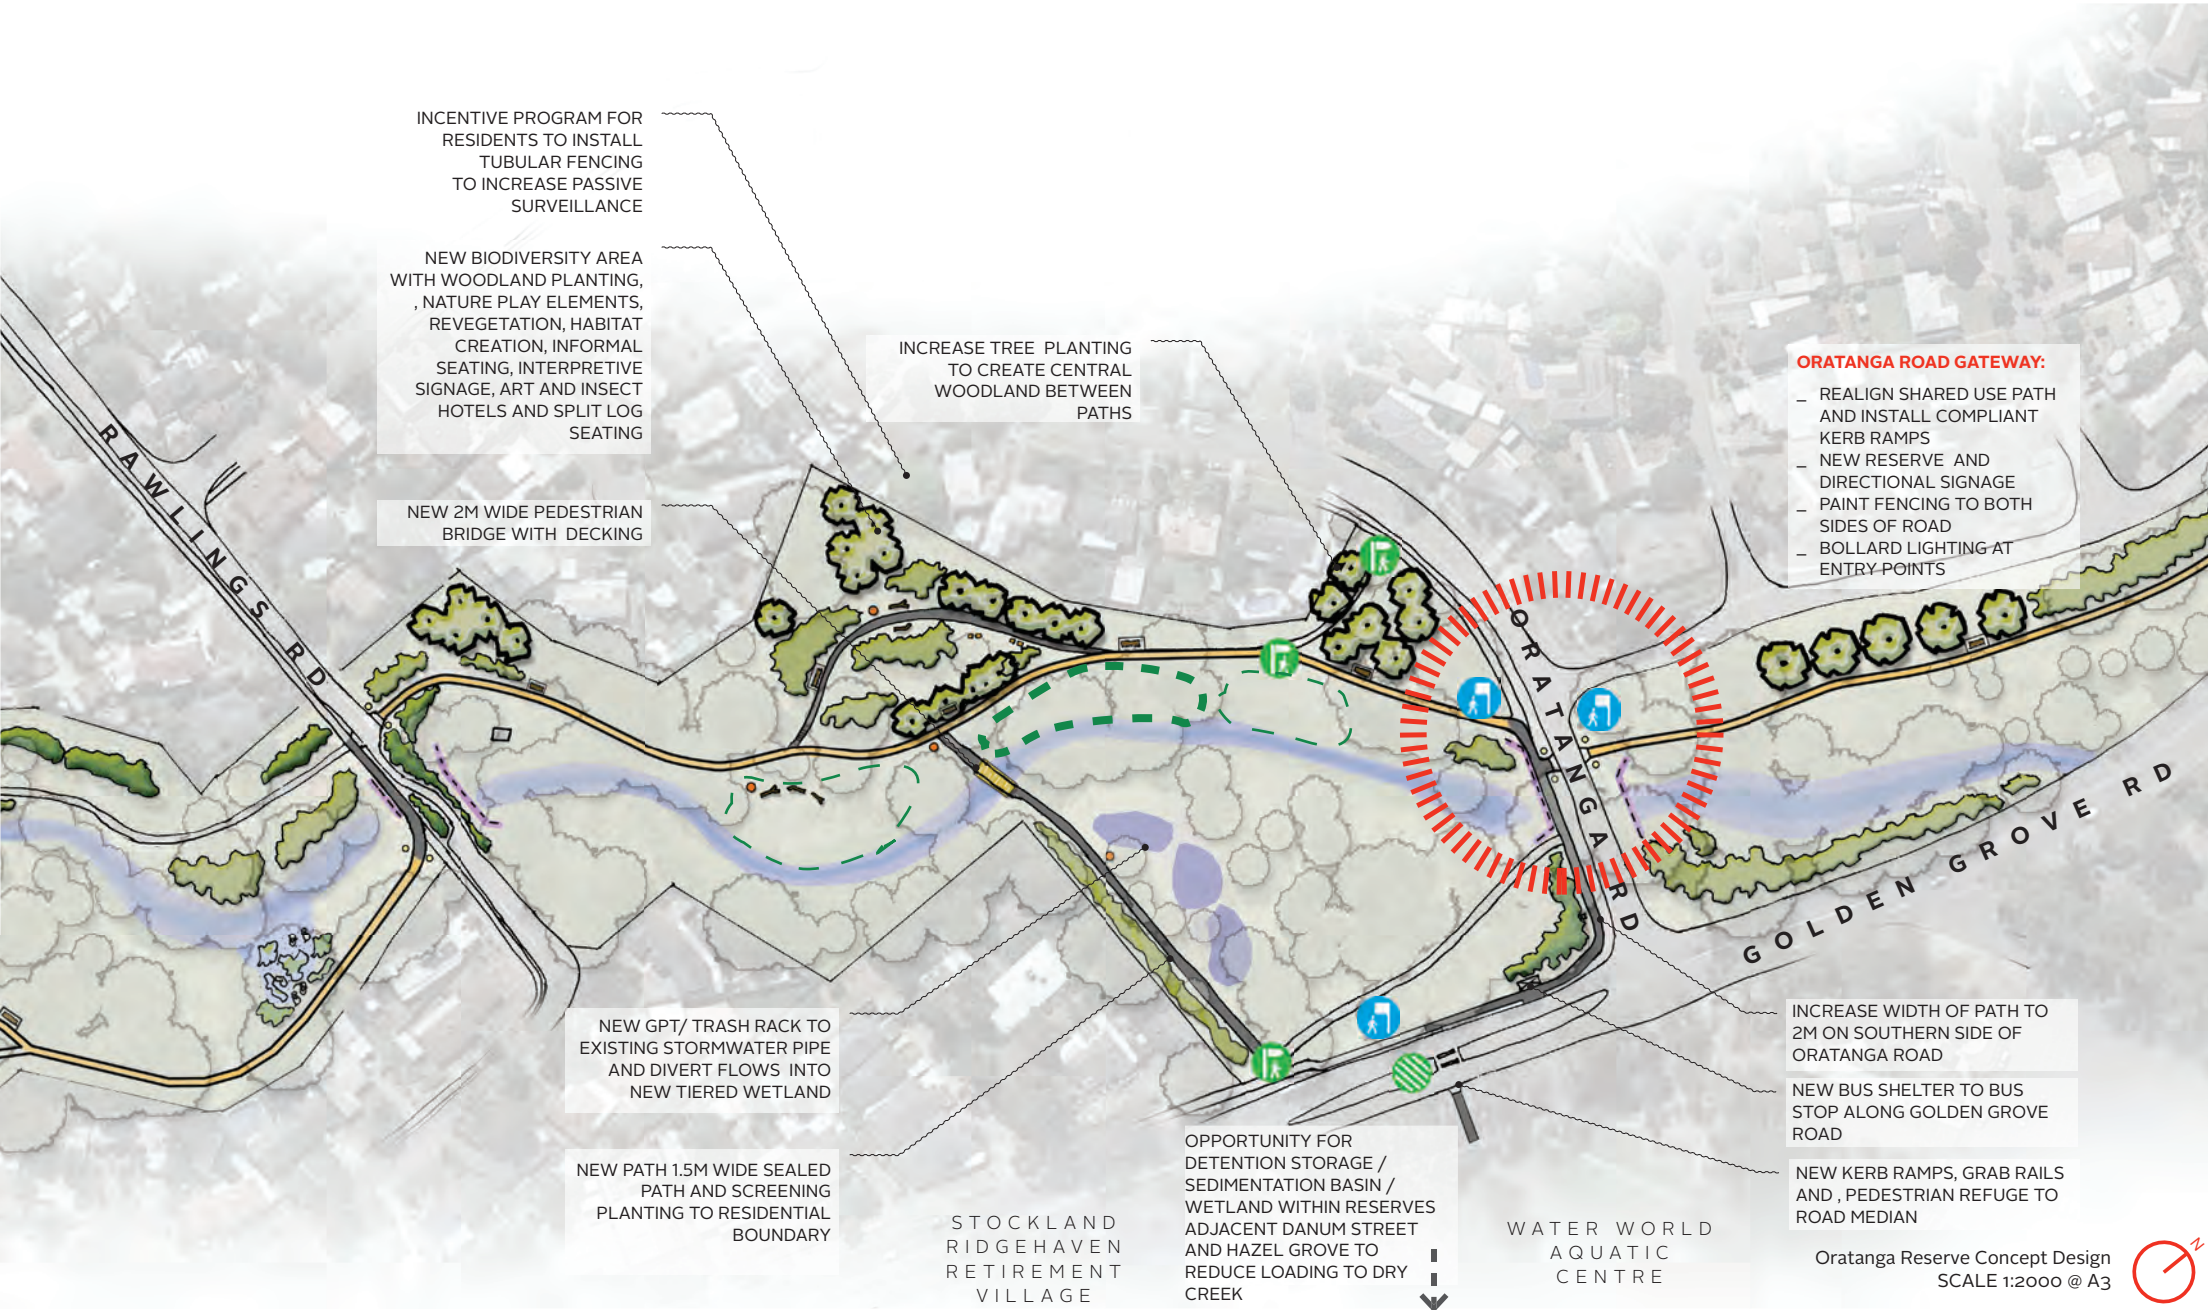 INCENTIVE PROGRAM FOR
RESIDENTS TO INSTALL
TUBULAR FENCING
TO INCREASE PASSIVE
SURVEILLANCE
NEW BIODIVERSITY AREA
WITH WOODLAND PLANTING,
, NATURE PLAY ELEMENTS,
REVEGETATION, HABITAT
CREATION, INFORMAL
SEATING, INTERPRETIVE
SIGNAGE, ART AND INSECT
HOTELS AND SPLIT LOG
SEATING
NEW 2M WIDE PEDESTRIAN
BRIDGE WITH DECKING
INCREASE TREE PLANTING
TO CREATE CENTRAL
WOODLAND BETWEEN
PATHS
ORATANGA ROAD GATEWAY:
_ REALIGN SHARED USE PATH
AND INSTALL COMPLIANT
KERB RAMPS
_ NEW RESERVE AND
DIRECTIONAL SIGNAGE
_ PAINT FENCING TO BOTH
SIDES OF ROAD
_ BOLLARD LIGHTING AT
ENTRY POINTS
RAWLINGS RD
ORATANGA RD
GOLDEN GROVE RD
NEW GPT/ TRASH RACK TO
EXISTING STORMWATER PIPE
AND DIVERT FLOWS INTO
NEW TIERED WETLAND
NEW PATH 1.5M WIDE SEALED
PATH AND SCREENING
PLANTING TO RESIDENTIAL
BOUNDARY
STOCKLAND
RIDGEHAVEN
RETIREMENT
VILLAGE
OPPORTUNITY FOR
DETENTION STORAGE /
SEDIMENTATION BASIN /
WETLAND WITHIN RESERVES
ADJACENT DANUM STREET
AND HAZEL GROVE TO
REDUCE LOADING TO DRY
CREEK
WATER WORLD
AQUATIC
CENTRE
INCREASE WIDTH OF PATH TO
2M ON SOUTHERN SIDE OF
ORATANGA ROAD
NEW BUS SHELTER TO BUS
STOP ALONG GOLDEN GROVE
ROAD
NEW KERB RAMPS, GRAB RAILS
AND , PEDESTRIAN REFUGE TO
ROAD MEDIAN
Oratanga Reserve Concept Design
SCALE 1:2000 @ A3
N